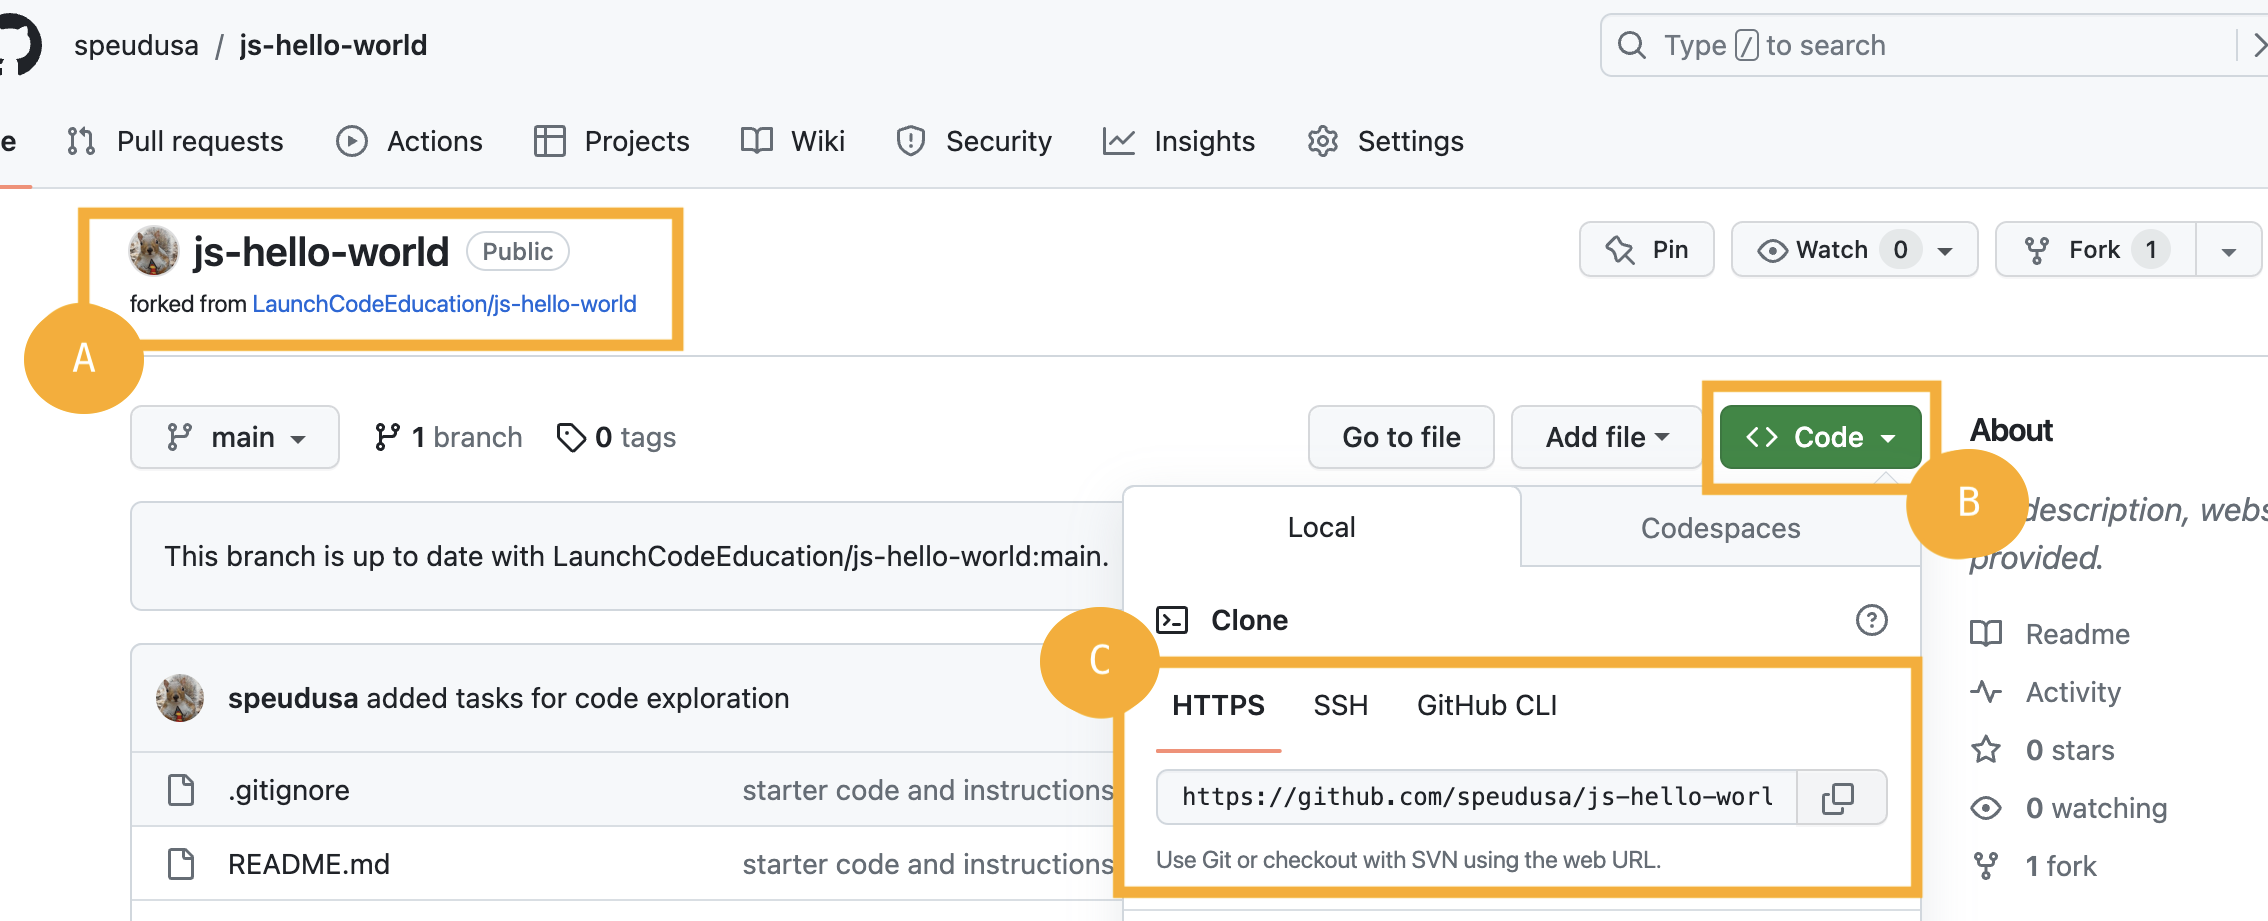 speudusa / js-hello-world
Type / to search
e Pull requests Actions Projects Wiki Security Insights Settings
js-hello-world Public
Pin Watch 0 Fork 1
forked from LaunchCodeEducation/js-hello-world
A
main 1 branch 0 tags
Go to file Add file Code
About
B
description, webs
provided.
Local Codespaces
This branch is up to date with LaunchCodeEducation/js-hello-world:main.
Clone
C
HTTPS SSH GitHub CLI
https://github.com/speudusa/js-hello-worl
Use Git or checkout with SVN using the web URL.
speudusa added tasks for code exploration
.gitignore starter code and instructions
README.md starter code and instructions
Readme
Activity
0 stars
0 watching
1 fork